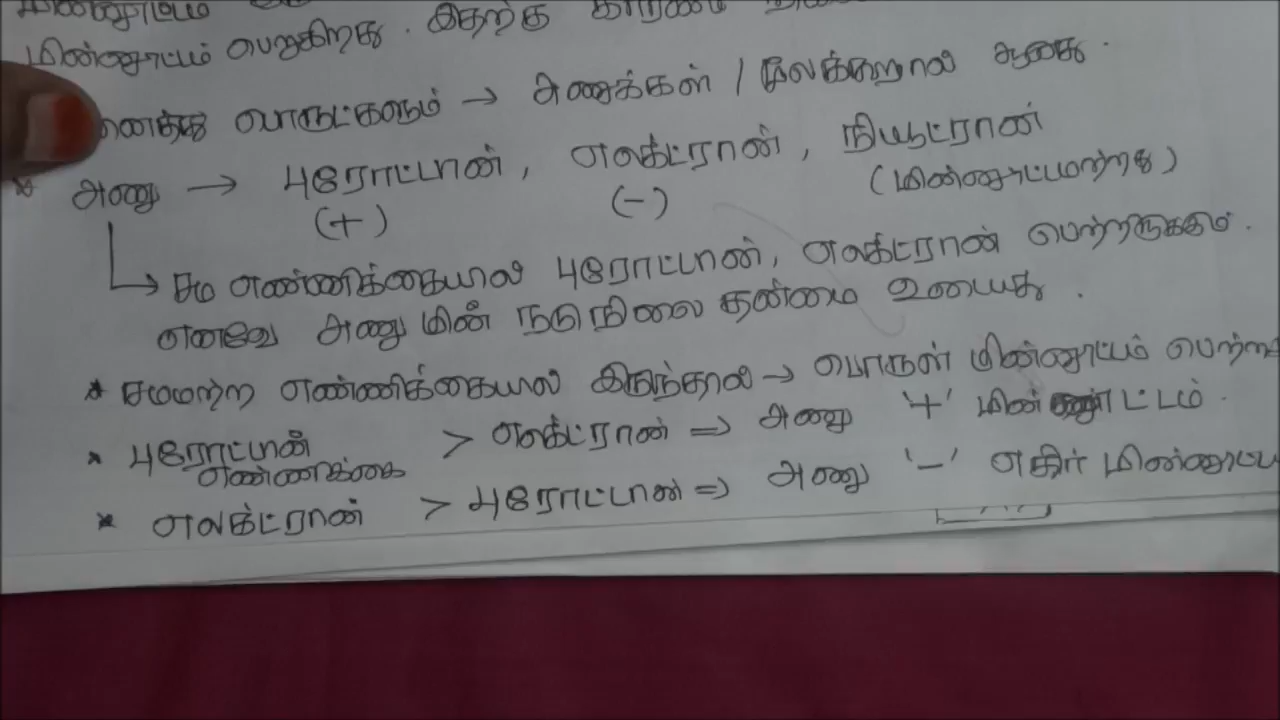 மின்னூட்டம்
மின்னூட்டம் பெறுகிறது. இதற்கு காரணம்
பொருட்களும் → அணுக்கள் / மூலக்கூறால் ஆனது.
* அணு → புரோட்டான், எலக்ட்ரான், நியூட்ரான்
(+) (-) (மின்னூட்டமற்றது)
↳ சம எண்ணிக்கையில் புரோட்டான், எலக்ட்ரான் பெற்றிருக்கும்.
எனவே அணு மின் நடுநிலை தன்மை உடையது.
* சமமற்ற எண்ணிக்கையில் இருந்தால் → பொருள் மின்னூட்டம்
* புரோட்டான் எண்ணிக்கை > எலக்ட்ரான் => அணு '+' மின்னூட்டம்.
* எலக்ட்ரான் > புரோட்டான் => அணு '-' எதிர்